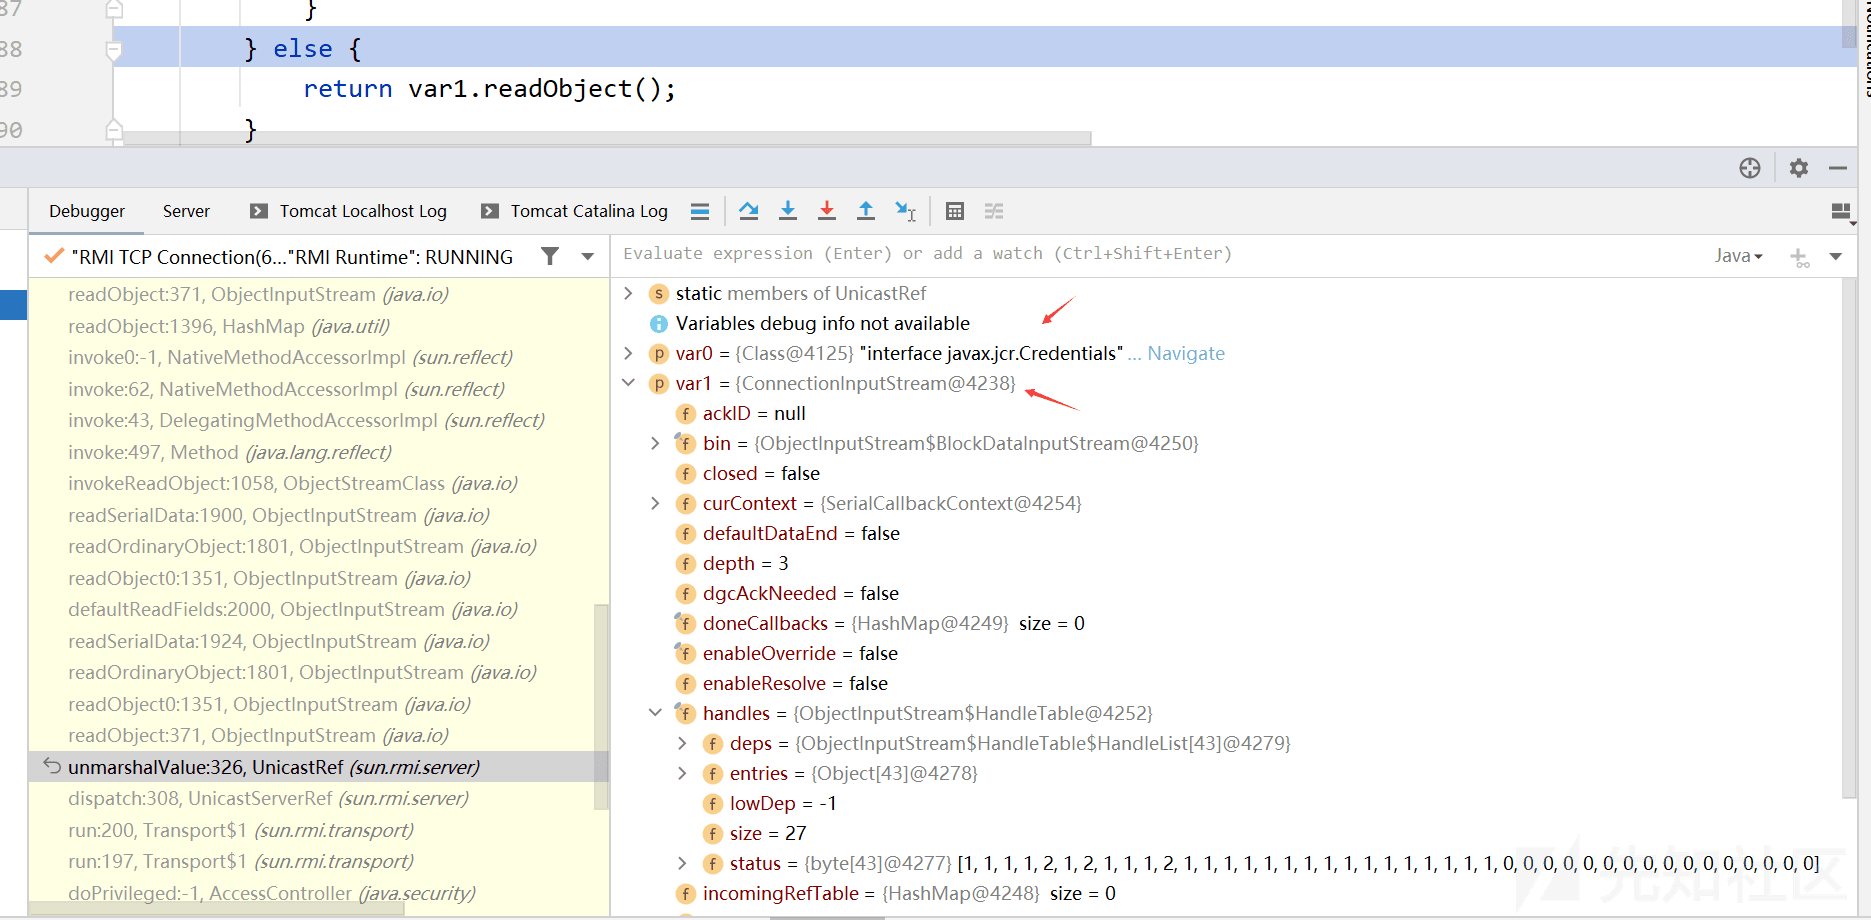 87 }
88 } else {
89 return var1.readObject();
90 }
Notifications
Debugger Server Tomcat Localhost Log Tomcat Catalina Log
"RMI TCP Connection(6..."RMI Runtime": RUNNING
readObject:371, ObjectInputStream (java.io)
readObject:1396, HashMap (java.util)
invoke0:-1, NativeMethodAccessorImpl (sun.reflect)
invoke:62, NativeMethodAccessorImpl (sun.reflect)
invoke:43, DelegatingMethodAccessorImpl (sun.reflect)
invoke:497, Method (java.lang.reflect)
invokeReadObject:1058, ObjectStreamClass (java.io)
readSerialData:1900, ObjectInputStream (java.io)
readOrdinaryObject:1801, ObjectInputStream (java.io)
readObject0:1351, ObjectInputStream (java.io)
defaultReadFields:2000, ObjectInputStream (java.io)
readSerialData:1924, ObjectInputStream (java.io)
readOrdinaryObject:1801, ObjectInputStream (java.io)
readObject0:1351, ObjectInputStream (java.io)
readObject:371, ObjectInputStream (java.io)
unmarshalValue:326, UnicastRef (sun.rmi.server)
dispatch:308, UnicastServerRef (sun.rmi.server)
run:200, Transport$1 (sun.rmi.transport)
run:197, Transport$1 (sun.rmi.transport)
doPrivileged:-1, AccessController (java.security)
Evaluate expression (Enter) or add a watch (Ctrl+Shift+Enter) Java
s static members of UnicastRef
i Variables debug info not available
p var0 = {Class@4125} "interface javax.jcr.Credentials" ... Navigate
p var1 = {ConnectionInputStream@4238}
f ackID = null
f bin = {ObjectInputStream$BlockDataInputStream@4250}
f closed = false
f curContext = {SerialCallbackContext@4254}
f defaultDataEnd = false
f depth = 3
f dgcAckNeeded = false
f doneCallbacks = {HashMap@4249} size = 0
f enableOverride = false
f enableResolve = false
f handles = {ObjectInputStream$HandleTable@4252}
f deps = {ObjectInputStream$HandleTable$HandleList[43]@4279}
f entries = {Object[43]@4278}
f lowDep = -1
f size = 27
f status = {byte[43]@4277} [1, 1, 1, 1, 2, 1, 2, 1, 1, 1, 2, 1, 1, 1, 1, 1, 1, 1, 1, 1, 1, 1, 1, 1, 1, 1, 1, 0, 0, 0, 0, 0, 0, 0, 0, 0, 0, 0, 0, 0, 0, 0, 0]
f incomingRefTable = {HashMap@4248} size = 0
先知社区